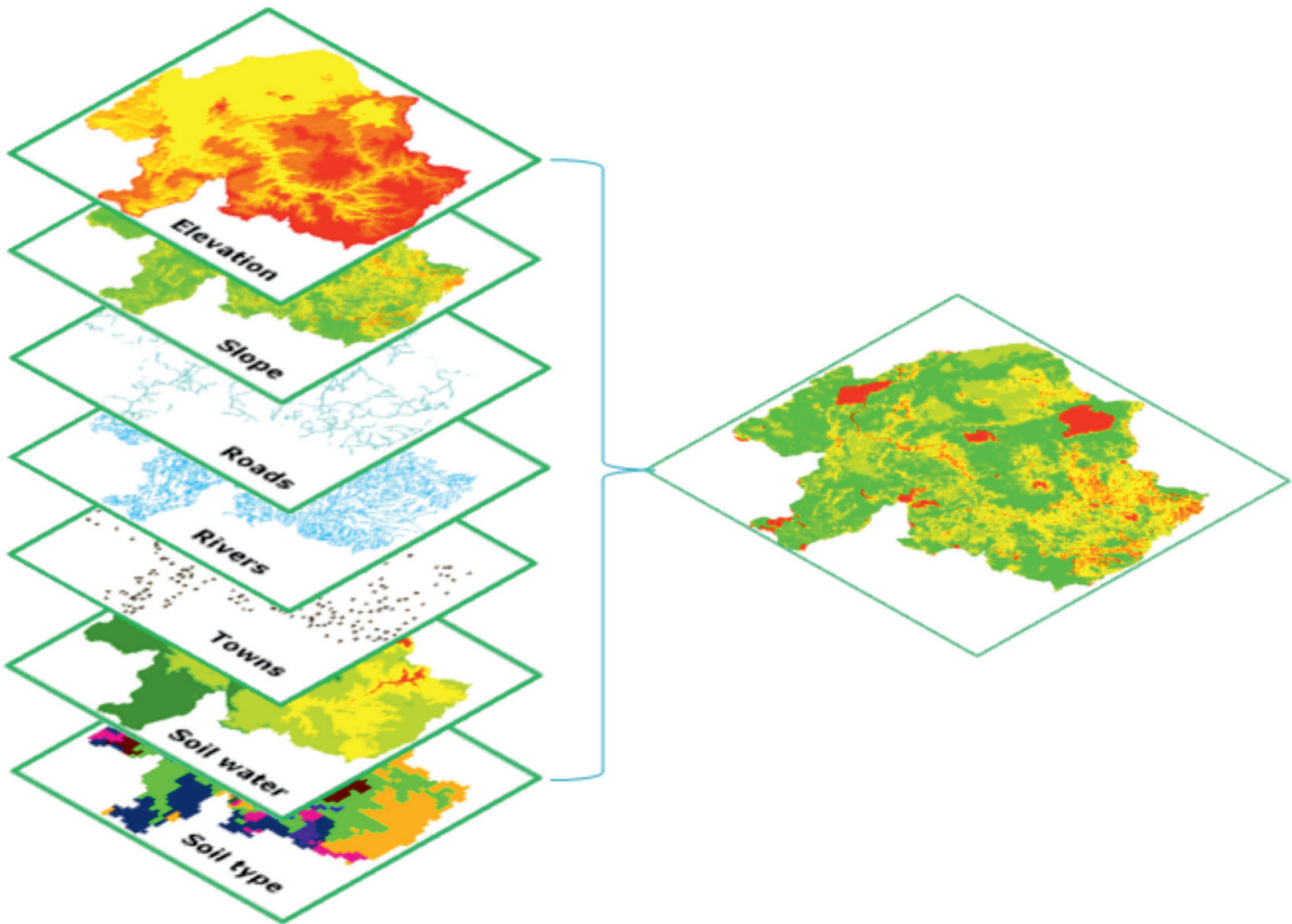 Elevation
Slope
Roads
Rivers
Towns
Soil water
Soil type